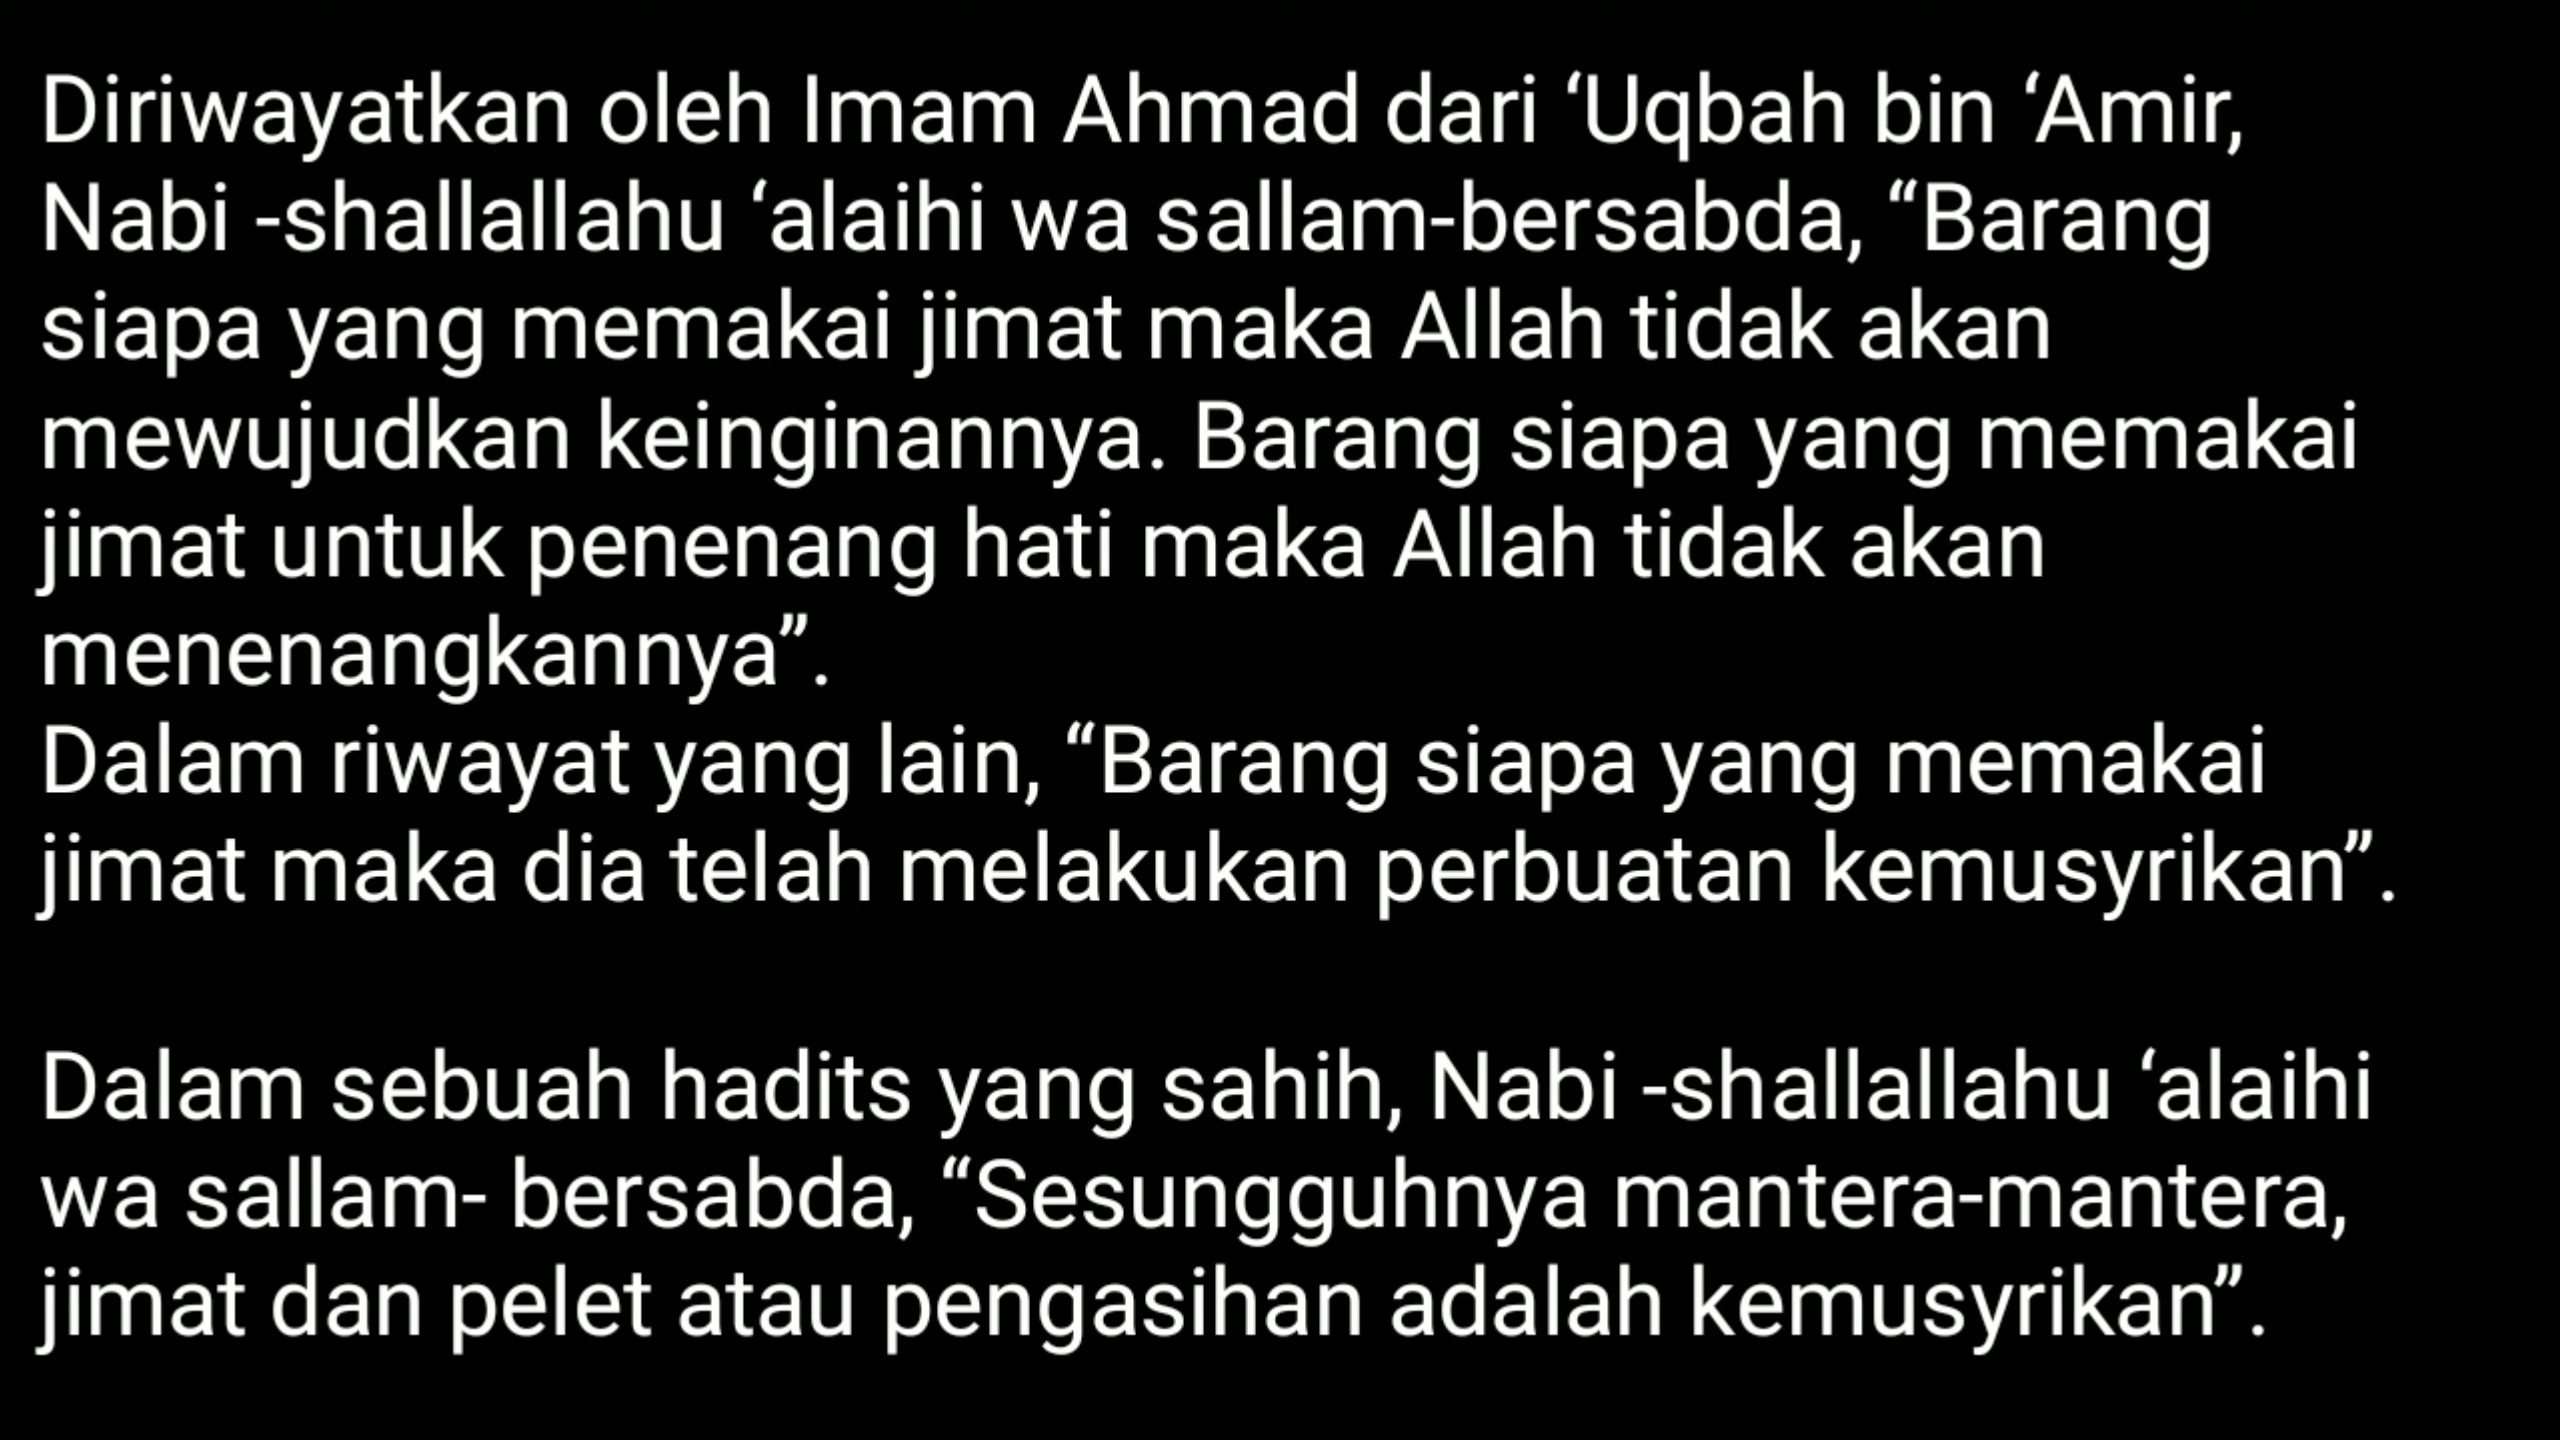 Diriwayatkan oleh Imam Ahmad dari ‘Uqbah bin ‘Amir,
Nabi -shallallahu ‘alaihi wa sallam-bersabda, “Barang
siapa yang memakai jimat maka Allah tidak akan
mewujudkan keinginannya. Barang siapa yang memakai
jimat untuk penenang hati maka Allah tidak akan
menenangkannya”.
Dalam riwayat yang lain, “Barang siapa yang memakai
jimat maka dia telah melakukan perbuatan kemusyrikan”.
Dalam sebuah hadits yang sahih, Nabi -shallallahu ‘alaihi
wa sallam- bersabda, “Sesungguhnya mantera-mantera,
jimat dan pelet atau pengasihan adalah kemusyrikan”.